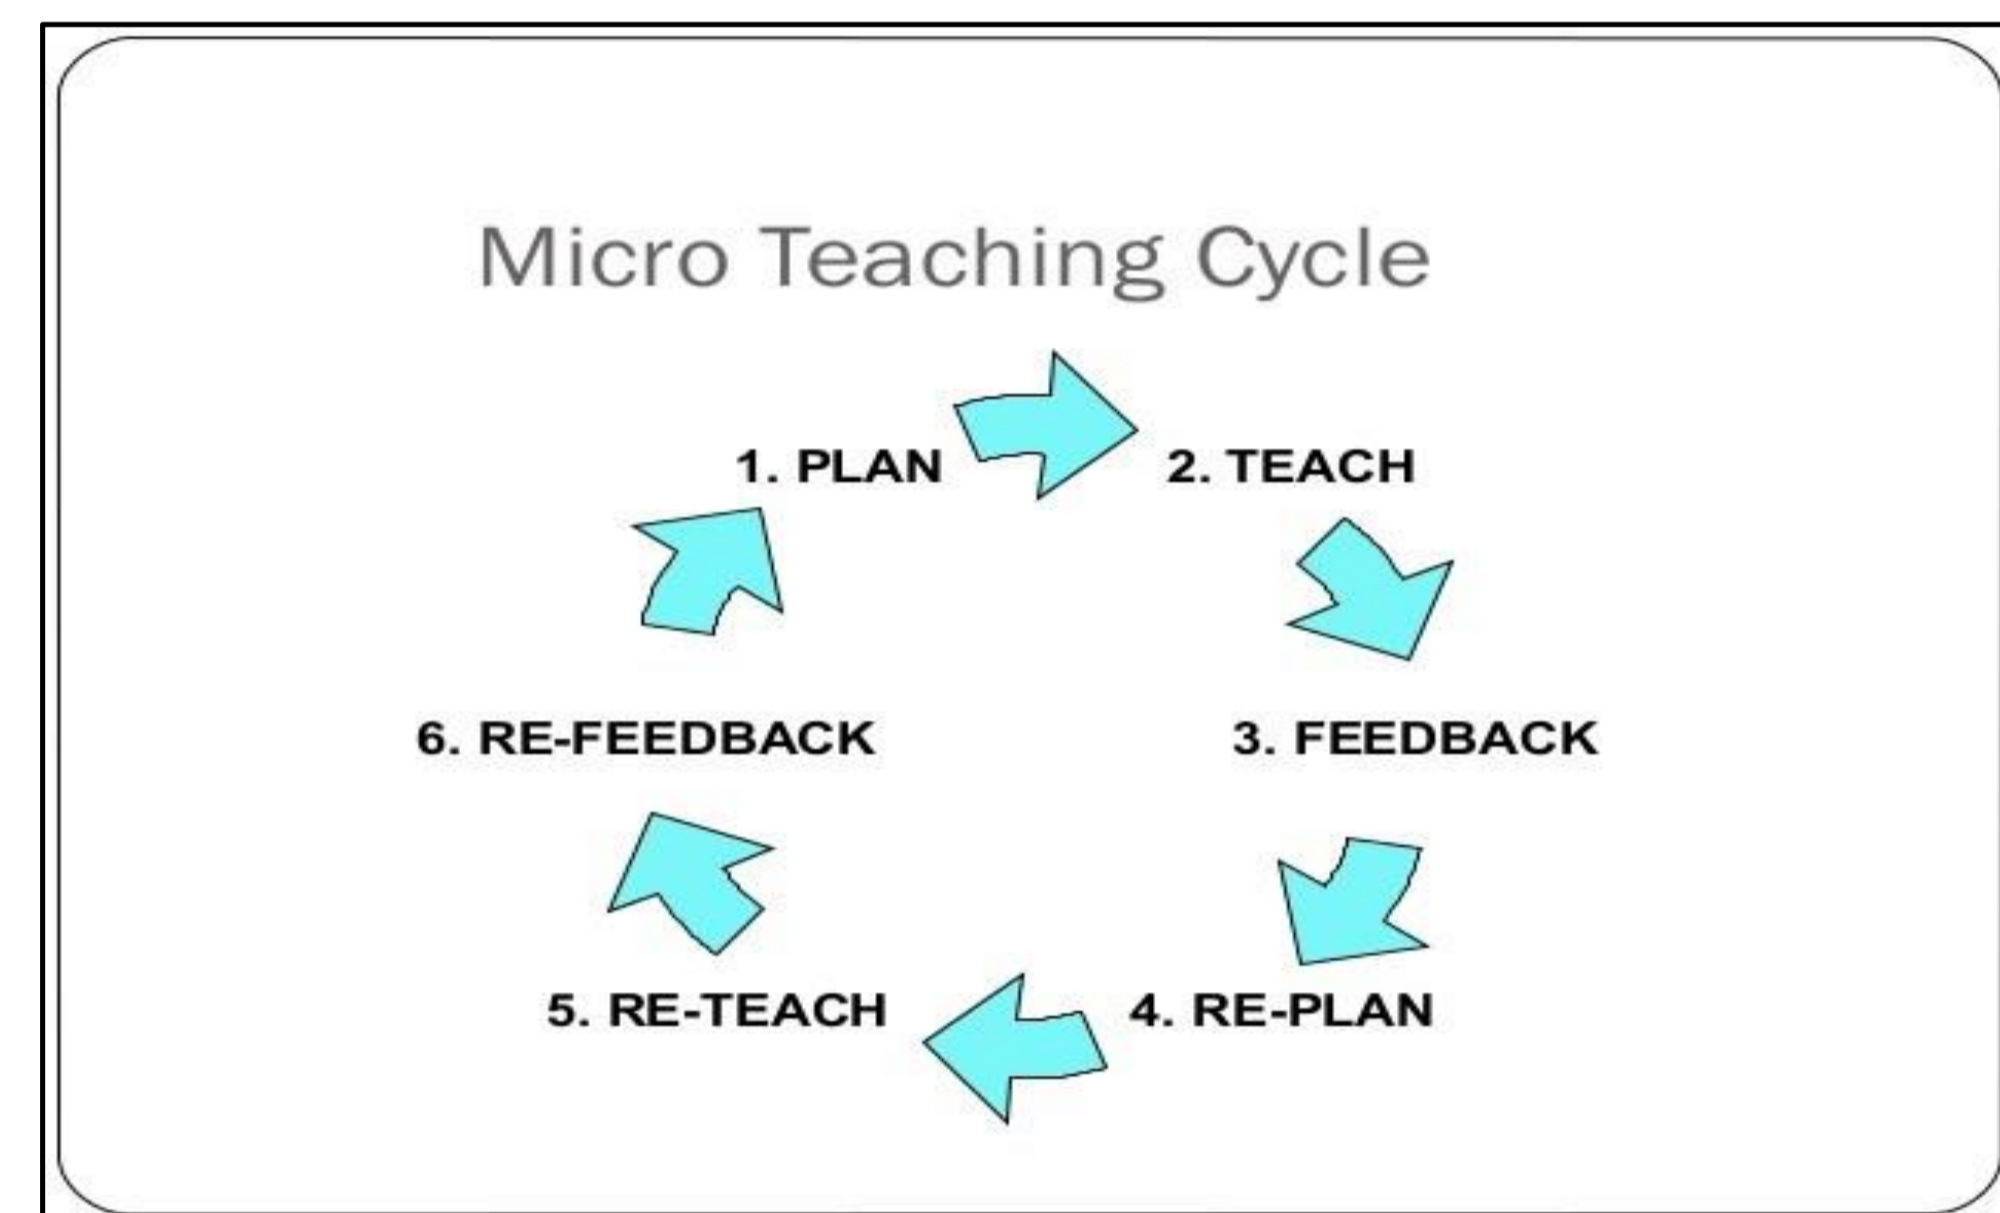 Micro Teaching Cycle
1. PLAN
2. TEACH
3. FEEDBACK
4. RE-PLAN
5. RE-TEACH
6. RE-FEEDBACK